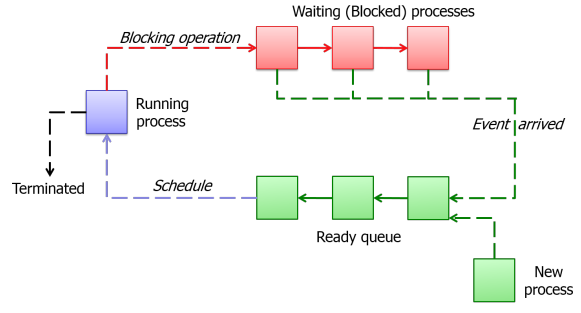 Waiting (Blocked) processes
Blocking operation
Running
process
Event arrived
Terminated
Schedule
Ready queue
New
process